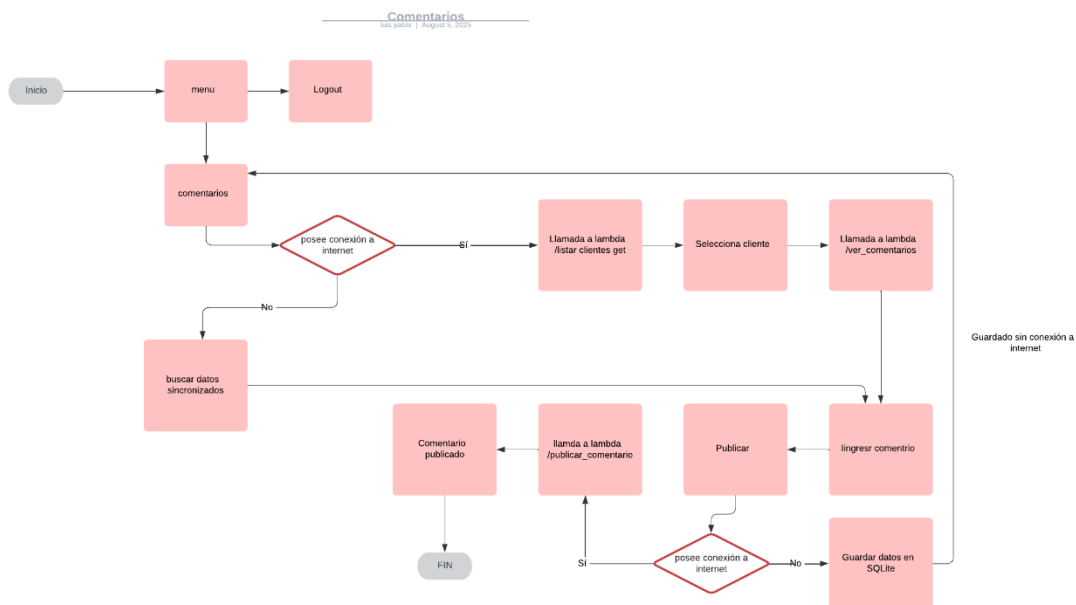 Comentarios
luis pablo | August 5, 2025
Inicio
menu
Logout
comentarios
posee conexión a
internet
Sí
Llamada a lambda
/listar clientes get
Selecciona cliente
Llamada a lambda
/ver_comentarios
No
Guardado sin conexión a
internet
buscar datos
sincronizados
Comentario
publicado
llamda a lambda
/publicar_comentario
Publicar
Iingresr comentrio
FIN
Sí
posee conexión a
internet
No
Guardar datos en
SQLite